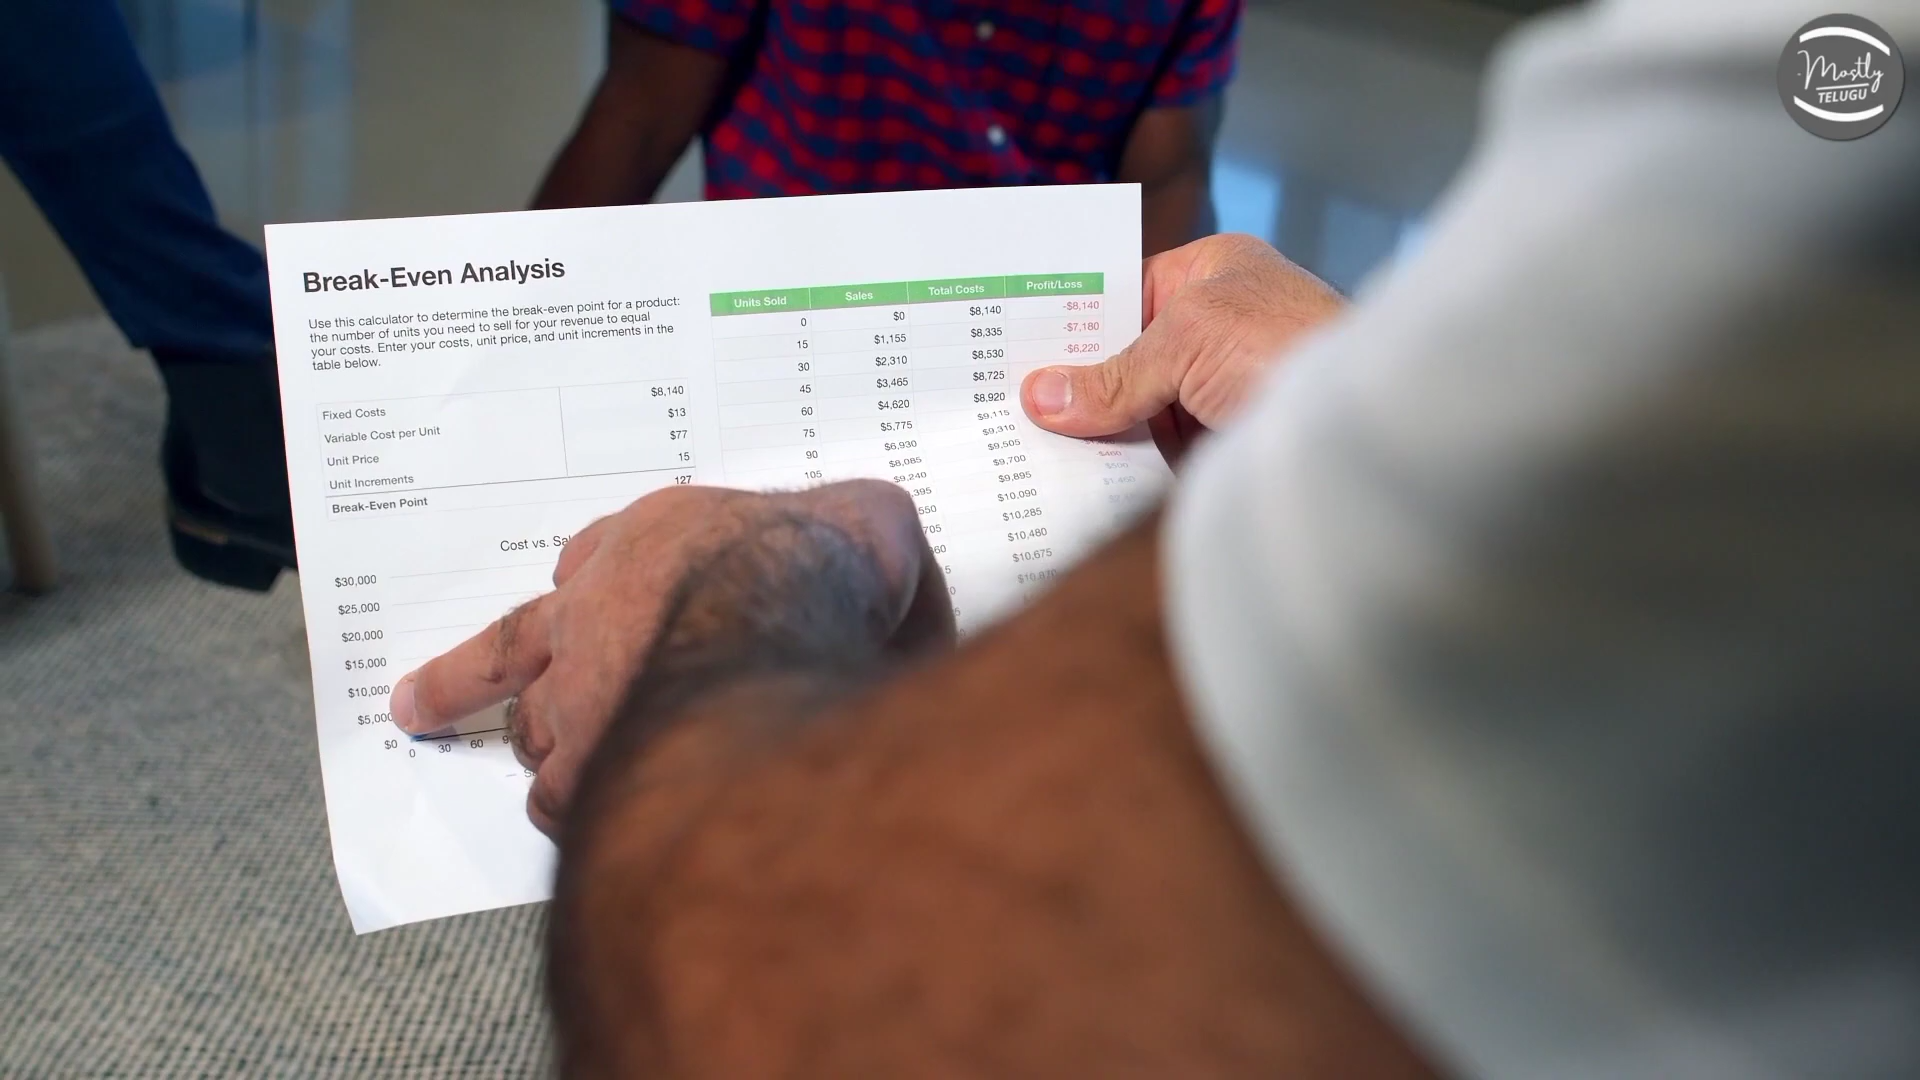 Mostly
TELUGU
Break-Even Analysis
Use this calculator to determine the break-even point for a product:
the number of units you need to sell for your revenue to equal
your costs. Enter your costs, unit price, and unit increments in the
table below.
Fixed Costs $8,140
Variable Cost per Unit $13
Unit Price $77
Unit Increments 15
Break-Even Point 127
Units Sold Sales Total Costs Profit/Loss
0 $0 $8,140 -$8,140
15 $1,155 $8,335 -$7,180
30 $2,310 $8,530 -$6,220
45 $3,465 $8,725
60 $4,620 $8,920
75 $5,775 $9,115
90 $6,930 $9,310
105 $8,085 $9,505
$9,240 $9,700
$9,895
$10,090
$10,285
$10,480
$10,675
$10,870
Cost vs.
$30,000
$25,000
$20,000
$15,000
$10,000
$5,000
$0
0 30 60